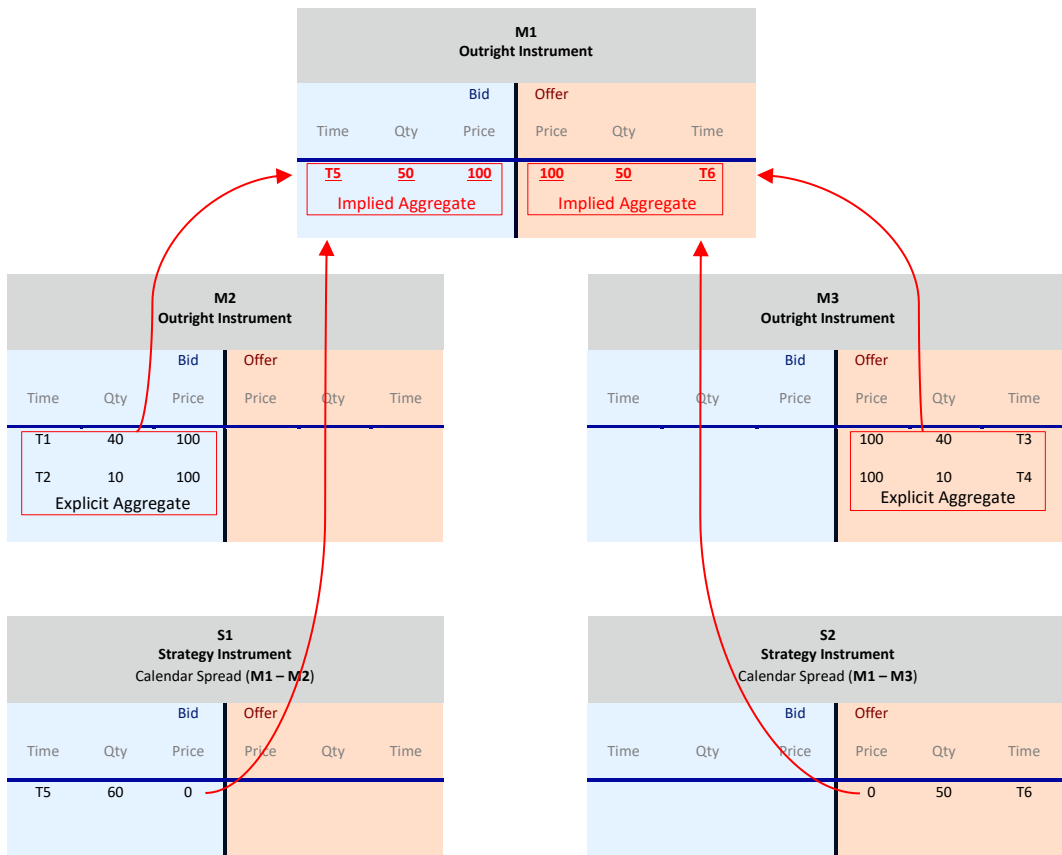 M1
Outright Instrument
Bid Offer
Time Qty Price Price Qty Time
T5 50 100 100 50 T6
Implied Aggregate Implied Aggregate
M2
Outright Instrument
Bid Offer
Time Qty Price Price Qty Time
T1 40 100
T2 10 100
Explicit Aggregate
M3
Outright Instrument
Bid Offer
Time Qty Price Price Qty Time
100 40 T3
100 10 T4
Explicit Aggregate
S1
Strategy Instrument
Calendar Spread (M1 – M2)
Bid Offer
Time Qty Price Price Qty Time
T5 60 0
S2
Strategy Instrument
Calendar Spread (M1 – M3)
Bid Offer
Time Qty Price Price Qty Time
0 50 T6